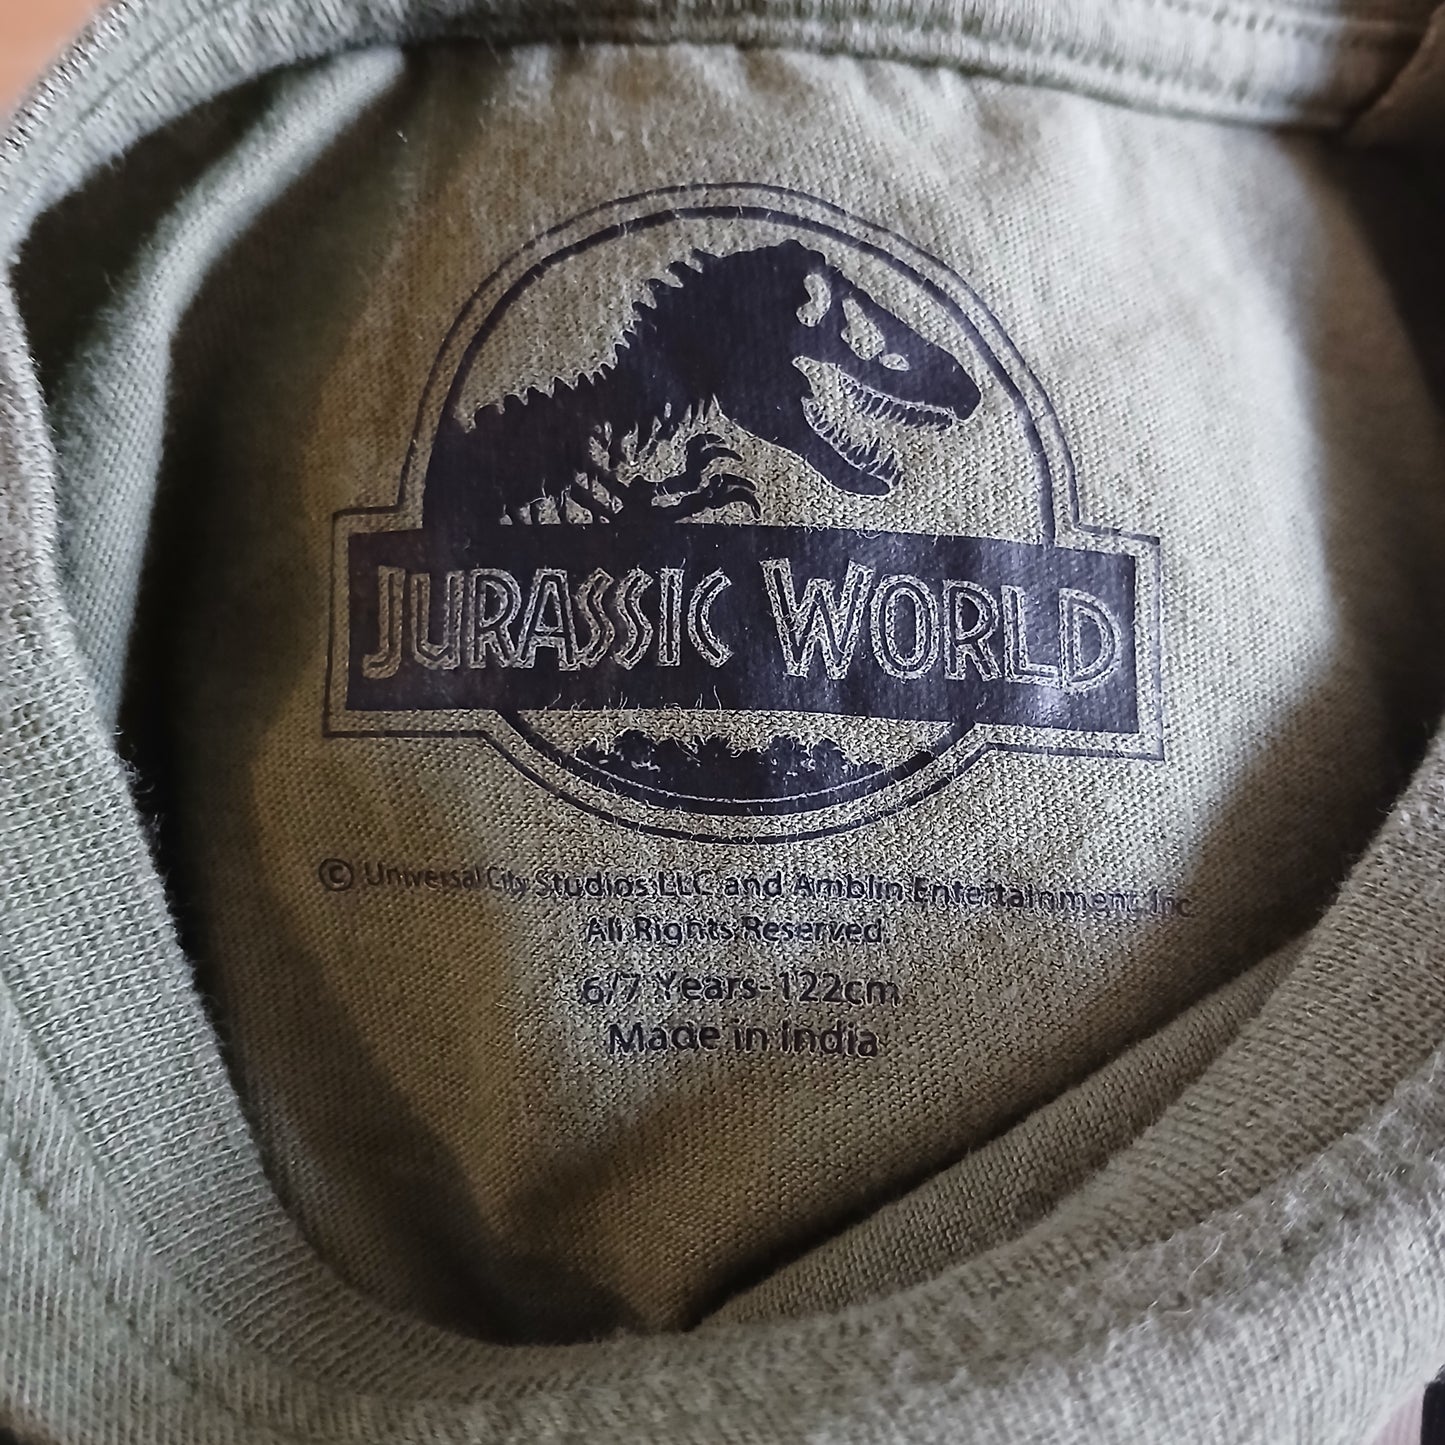 JURASSIC WORLD
© Universal City Studios LLC and Amblin Entertainment, Inc.
All Rights Reserved.
6/7 Years-122cm
Made in India